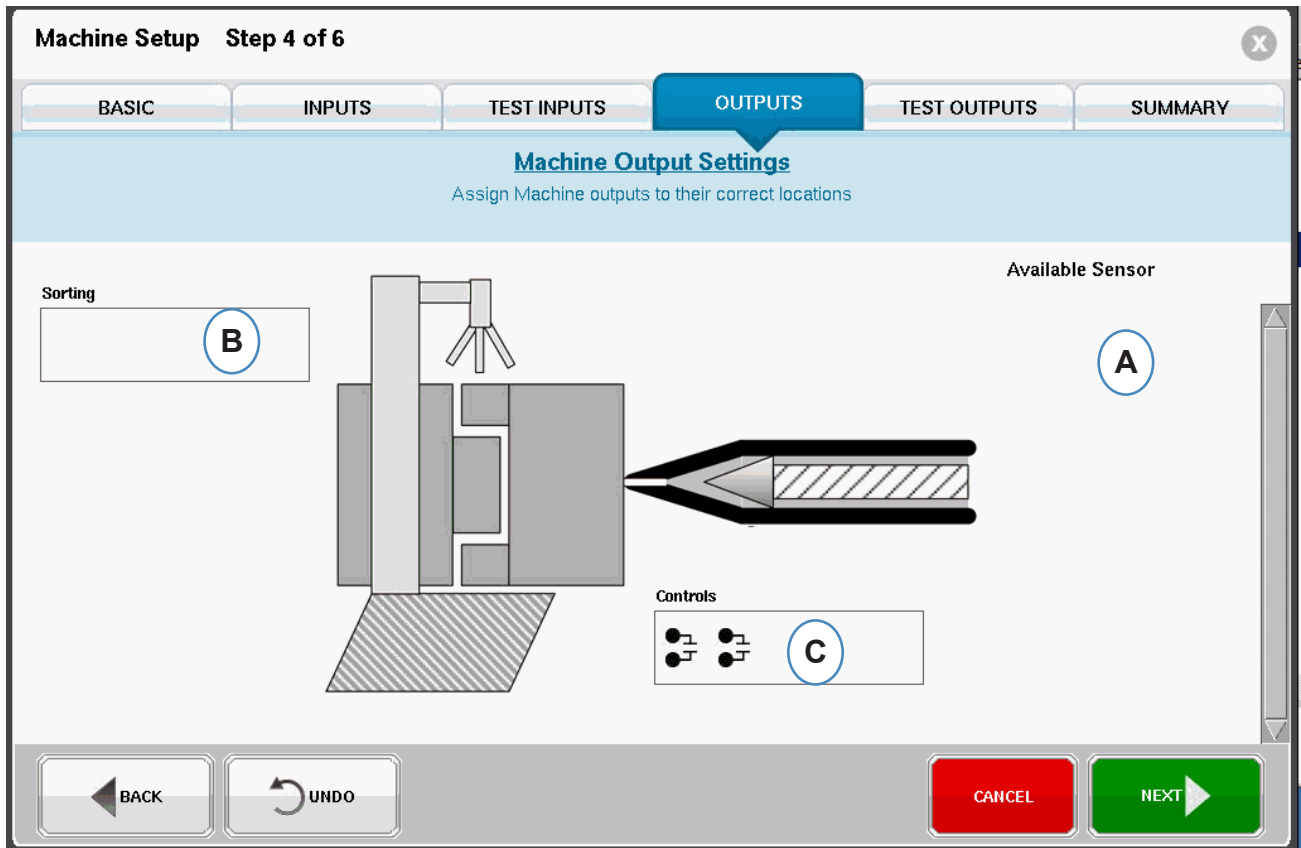 Machine Setup Step 4 of 6
X
BASIC
INPUTS
TEST INPUTS
OUTPUTS
TEST OUTPUTS
SUMMARY
Machine Output Settings
Assign Machine outputs to their correct locations
Available Sensor
Sorting
B
A
Controls
C
BACK
UNDO
CANCEL
NEXT